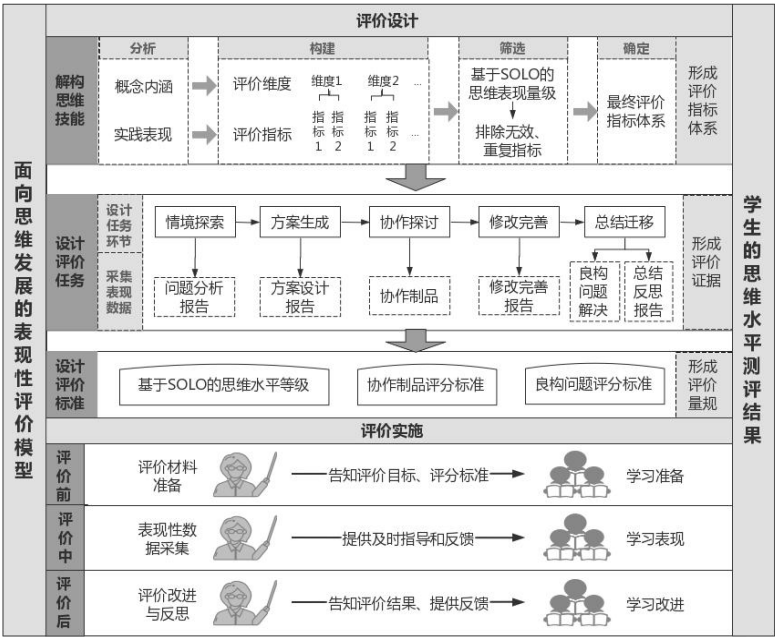 面向思维发展的表现性评价模型
评价设计
解构
思维
技能
分析
构建
筛选
确定
概念内涵
实践表现
评价维度
维度1
维度2
...
评价指标
指标1
指标2
指标1
指标2
...
基于SOLO的
思维表现量级
排除无效、
重复指标
最终评价
指标体系
形成
评价
指标
体系
设计
评价
任务
设计
任务
环节
采集
表现
数据
情境探索
方案生成
协作探讨
修改完善
总结迁移
问题分析
报告
方案设计
报告
协作制品
修改完善
报告
良构
问题
解决
总结
反思
报告
形成
评价
证据
设计
评价
标准
基于SOLO的思维水平等级
协作制品评分标准
良构问题评分标准
形成
评价
量规
评价实施
评价前
评价材料
准备
告知评价目标、评分标准
学习准备
评价中
表现性数
据采集
提供及时指导和反馈
学习表现
评价后
评价改进
与反思
告知评价结果、提供反馈
学习改进
学生的思维水平测评结果